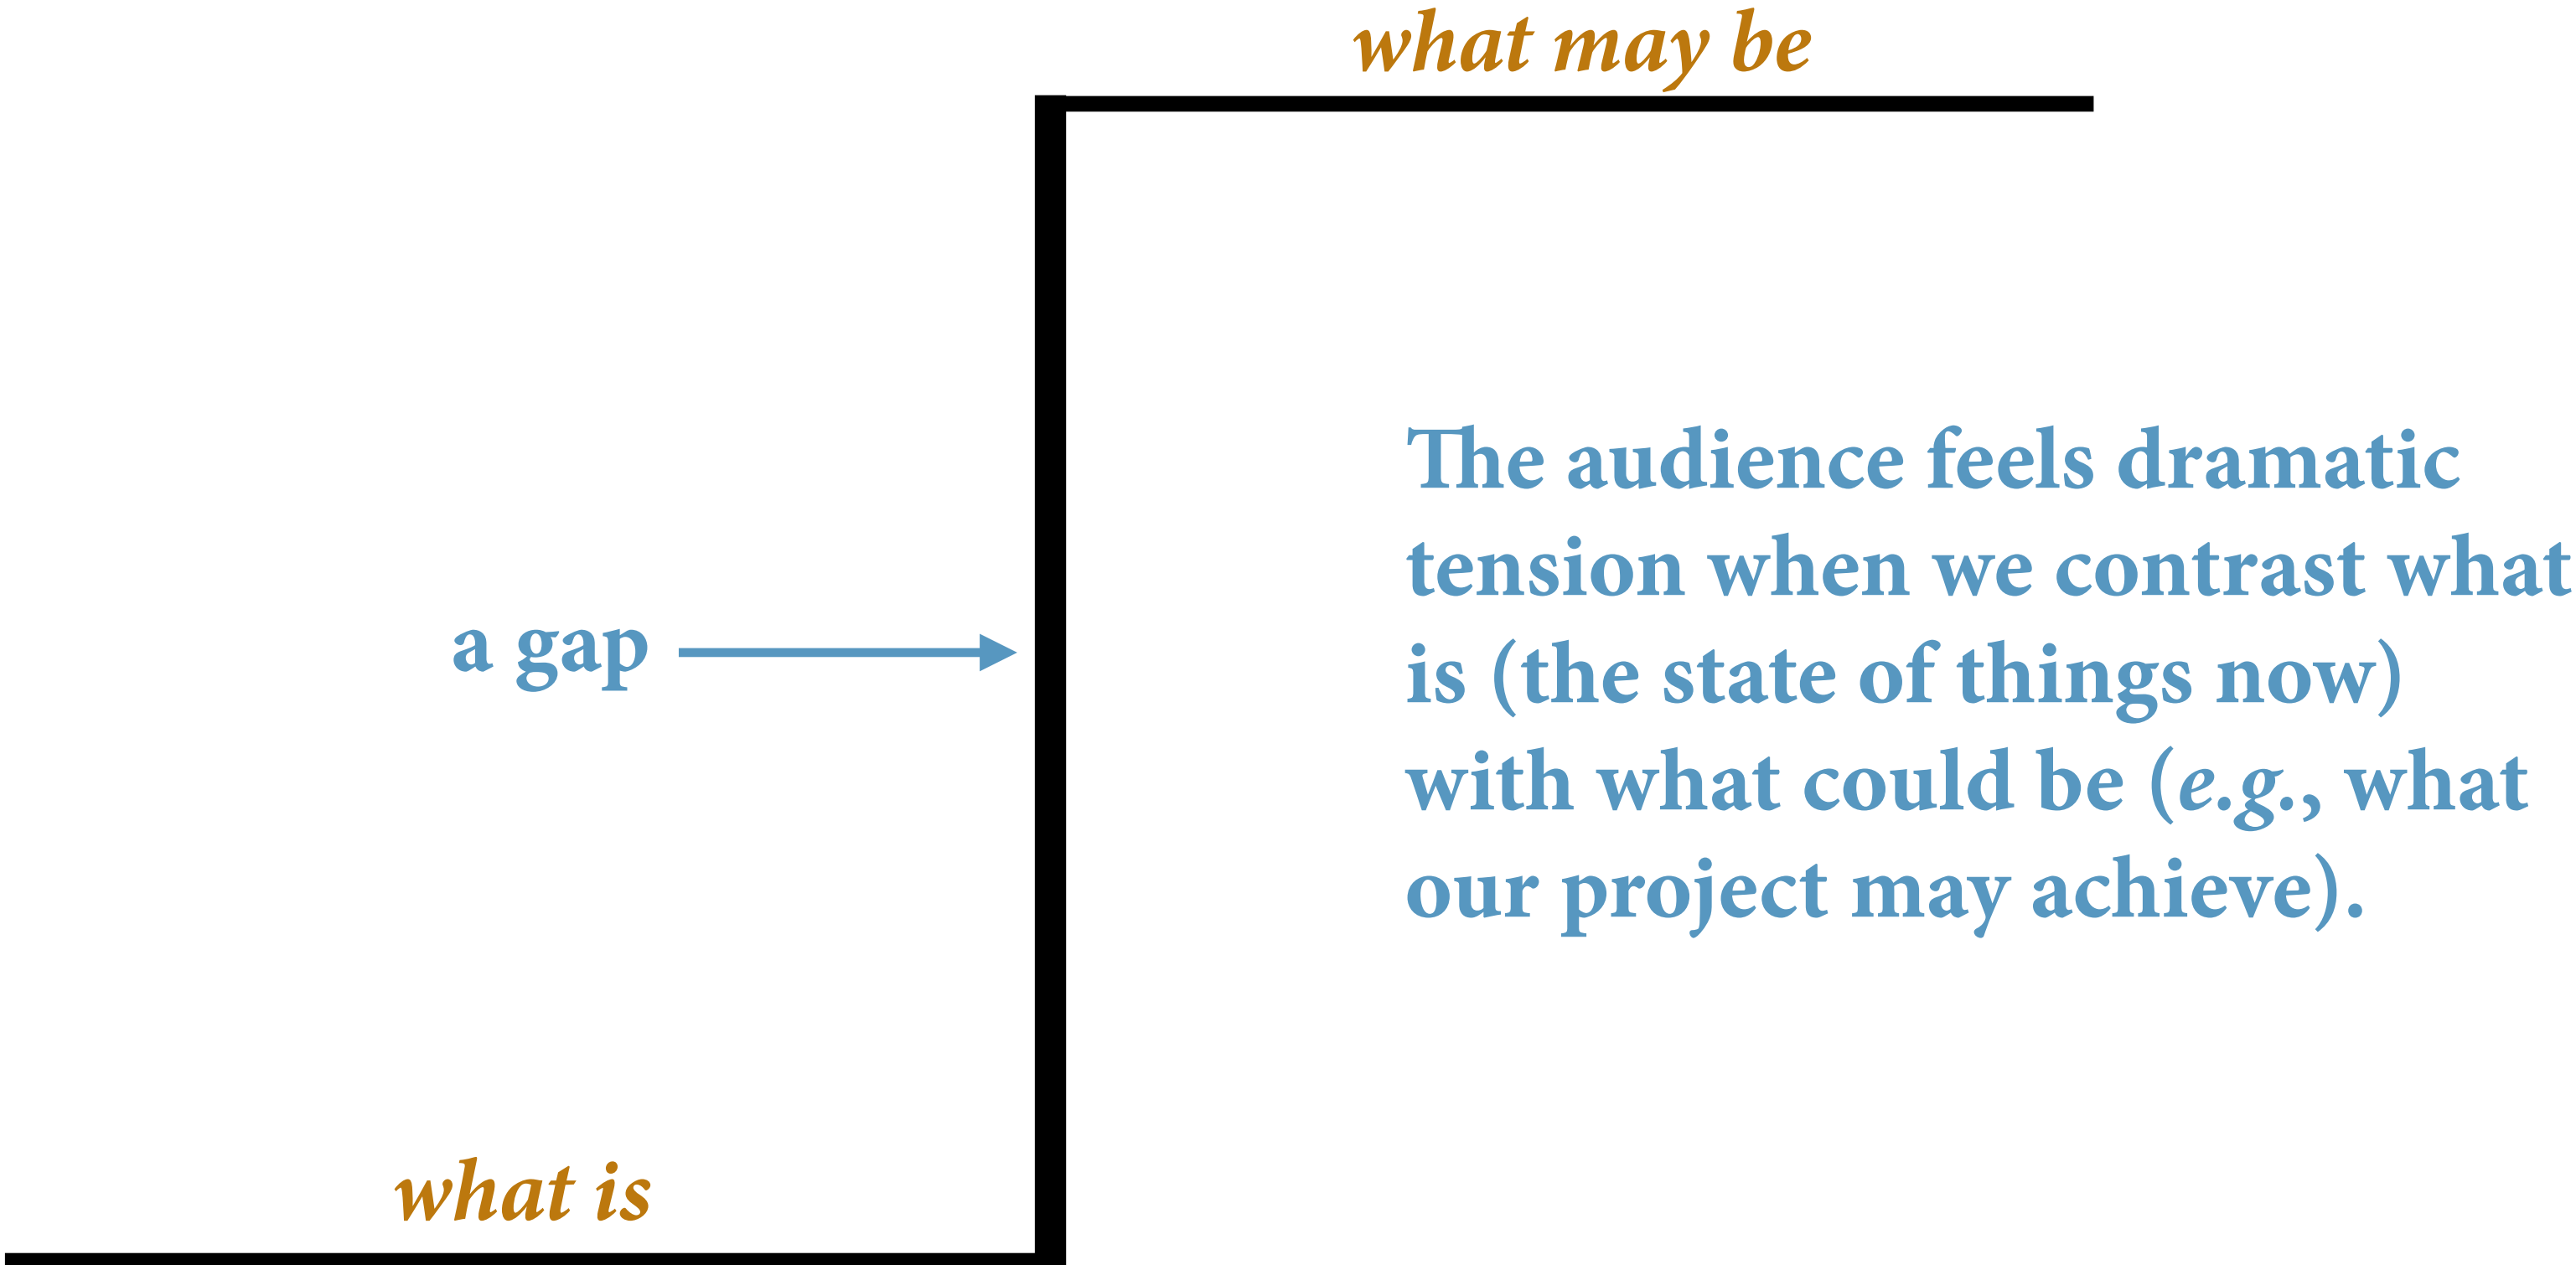 what may be
The audience feels dramatic
tension when we contrast what
is (the state of things now)
with what could be (e.g., what
our project may achieve).
a gap
what is